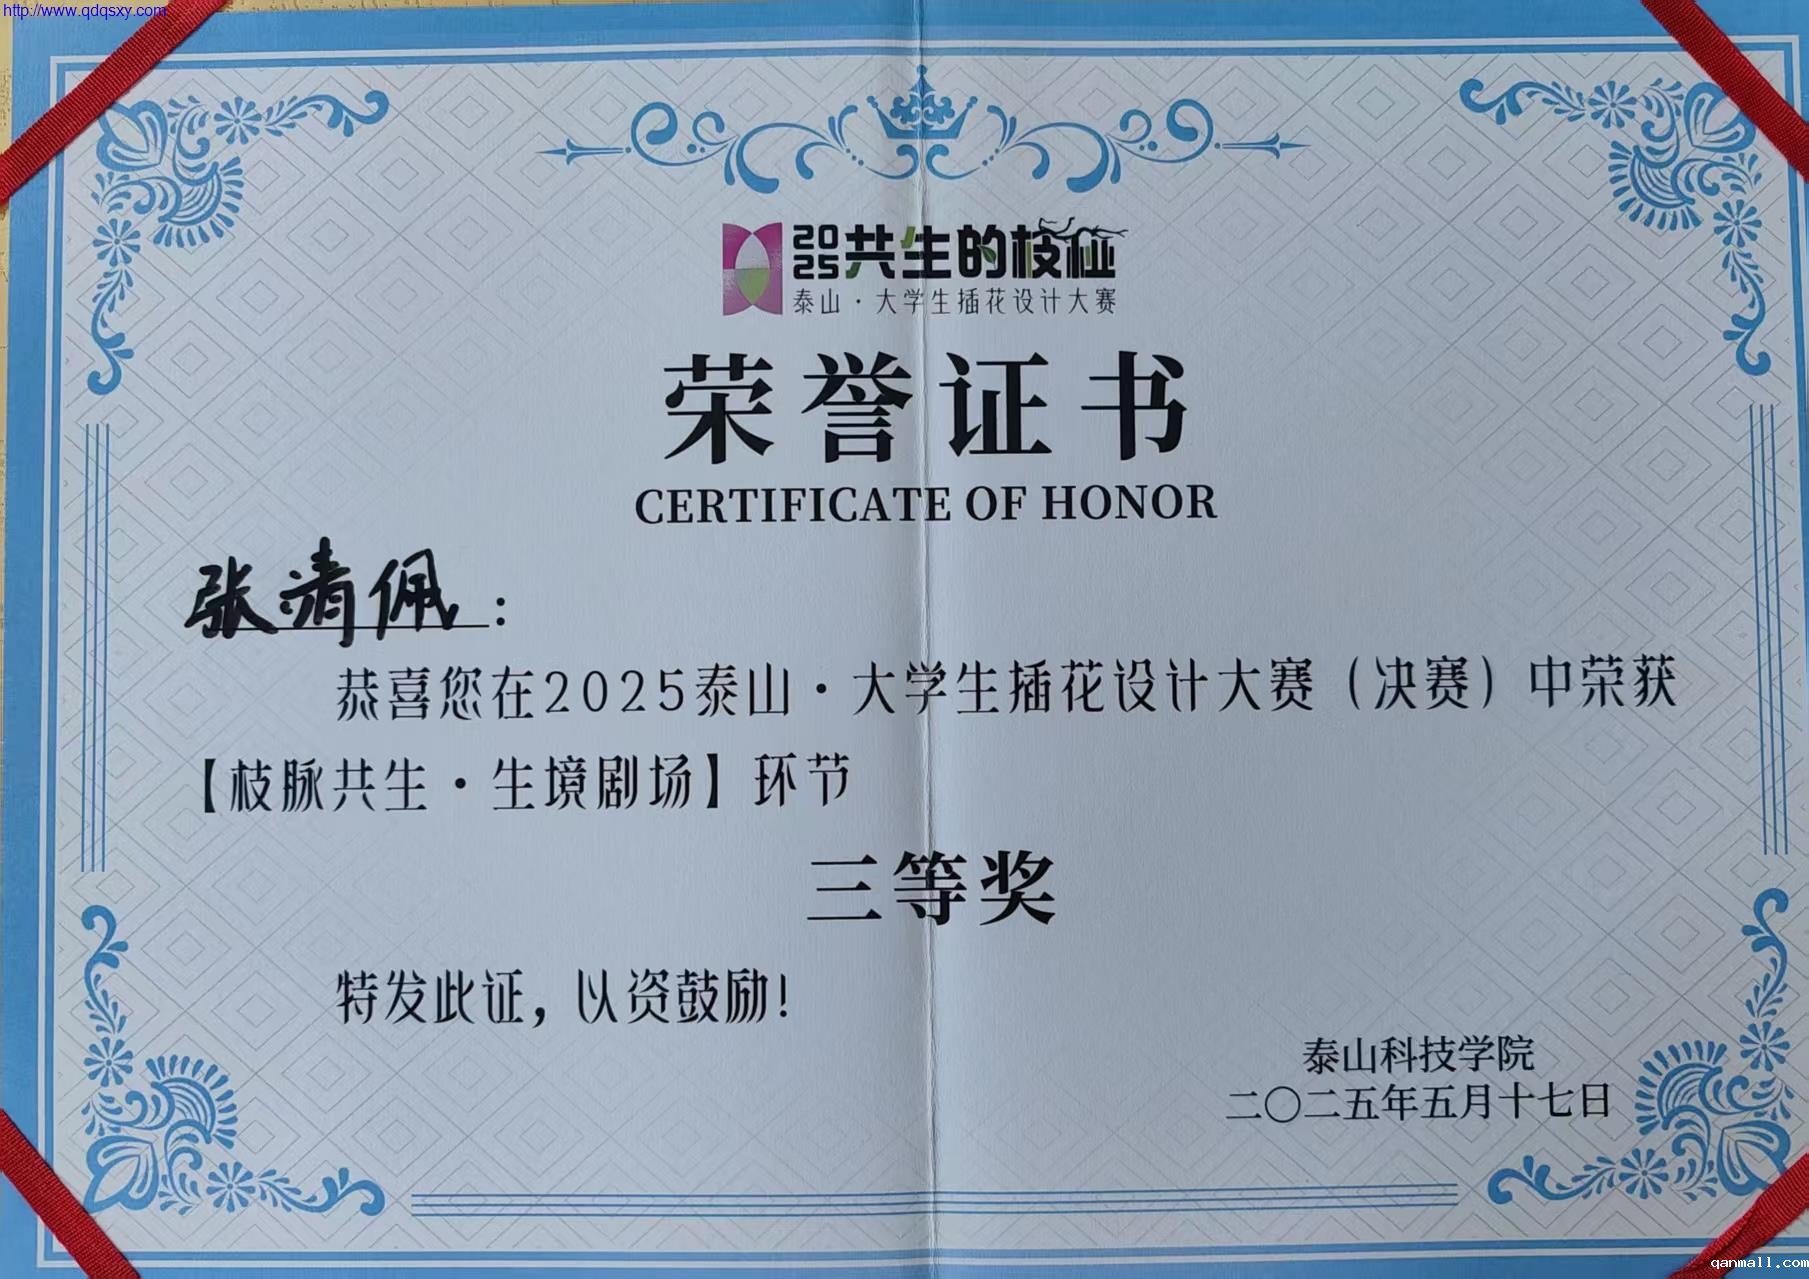 http://www.qdqsxy.com
2025共生的枝桠
泰山·大学生插花设计大赛
荣誉证书
CERTIFICATE OF HONOR
张清佩：
恭喜您在2025泰山·大学生插花设计大赛（决赛）中荣获
【枝脉共生·生境剧场】环节
三等奖
特发此证，以资鼓励！
泰山科技学院
二〇二五年五月十七日
qanmall.com